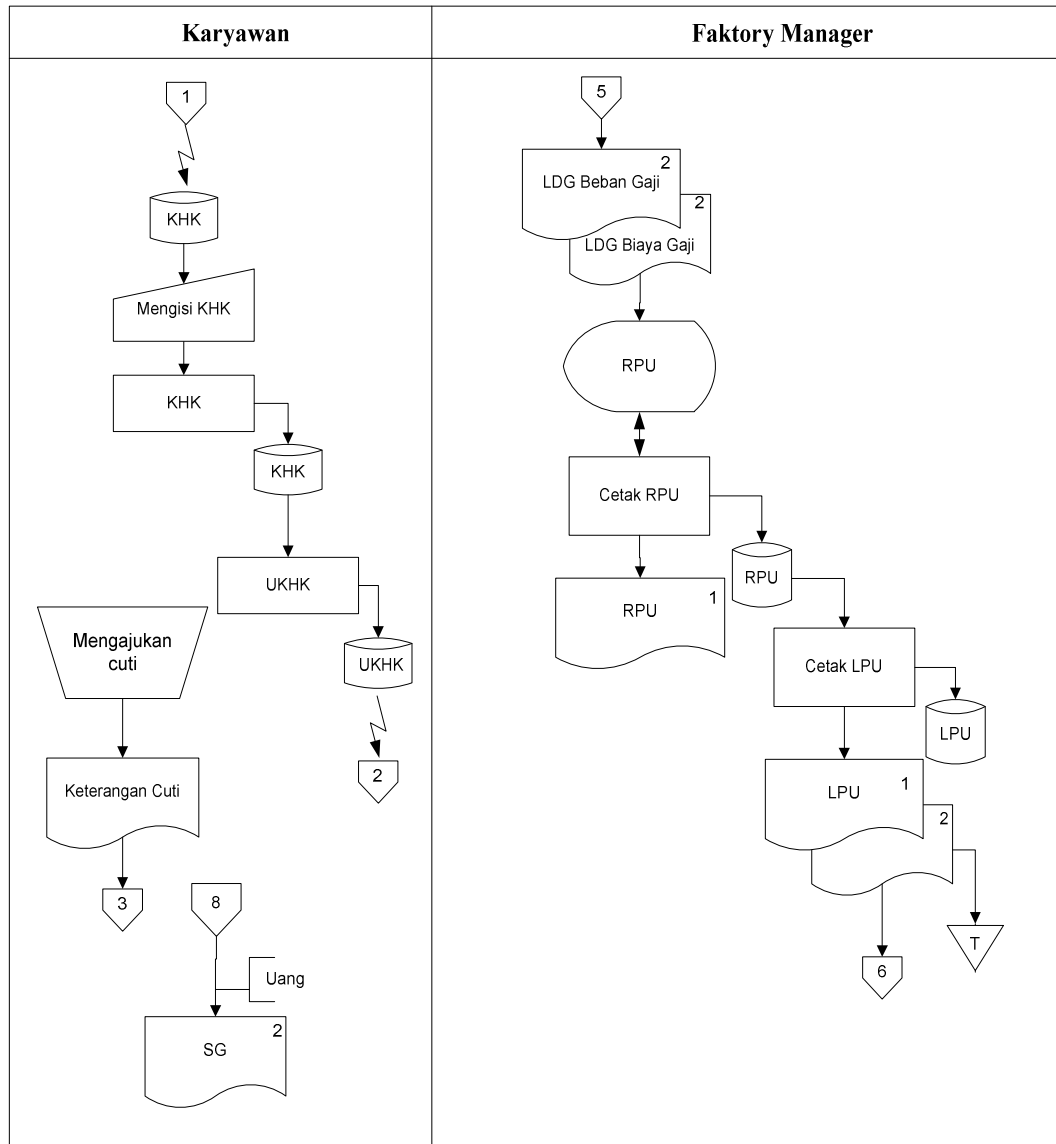 Karyawan
1
KHK
Mengisi KHK
KHK
KHK
UKHK
UKHK
2
Mengajukan
cuti
Keterangan Cuti
3
8
Uang
2
SG
Faktory Manager
5
2
LDG Beban Gaji
2
LDG Biaya Gaji
RPU
Cetak RPU
RPU
1
RPU
Cetak LPU
LPU
1
LPU
2
T
6